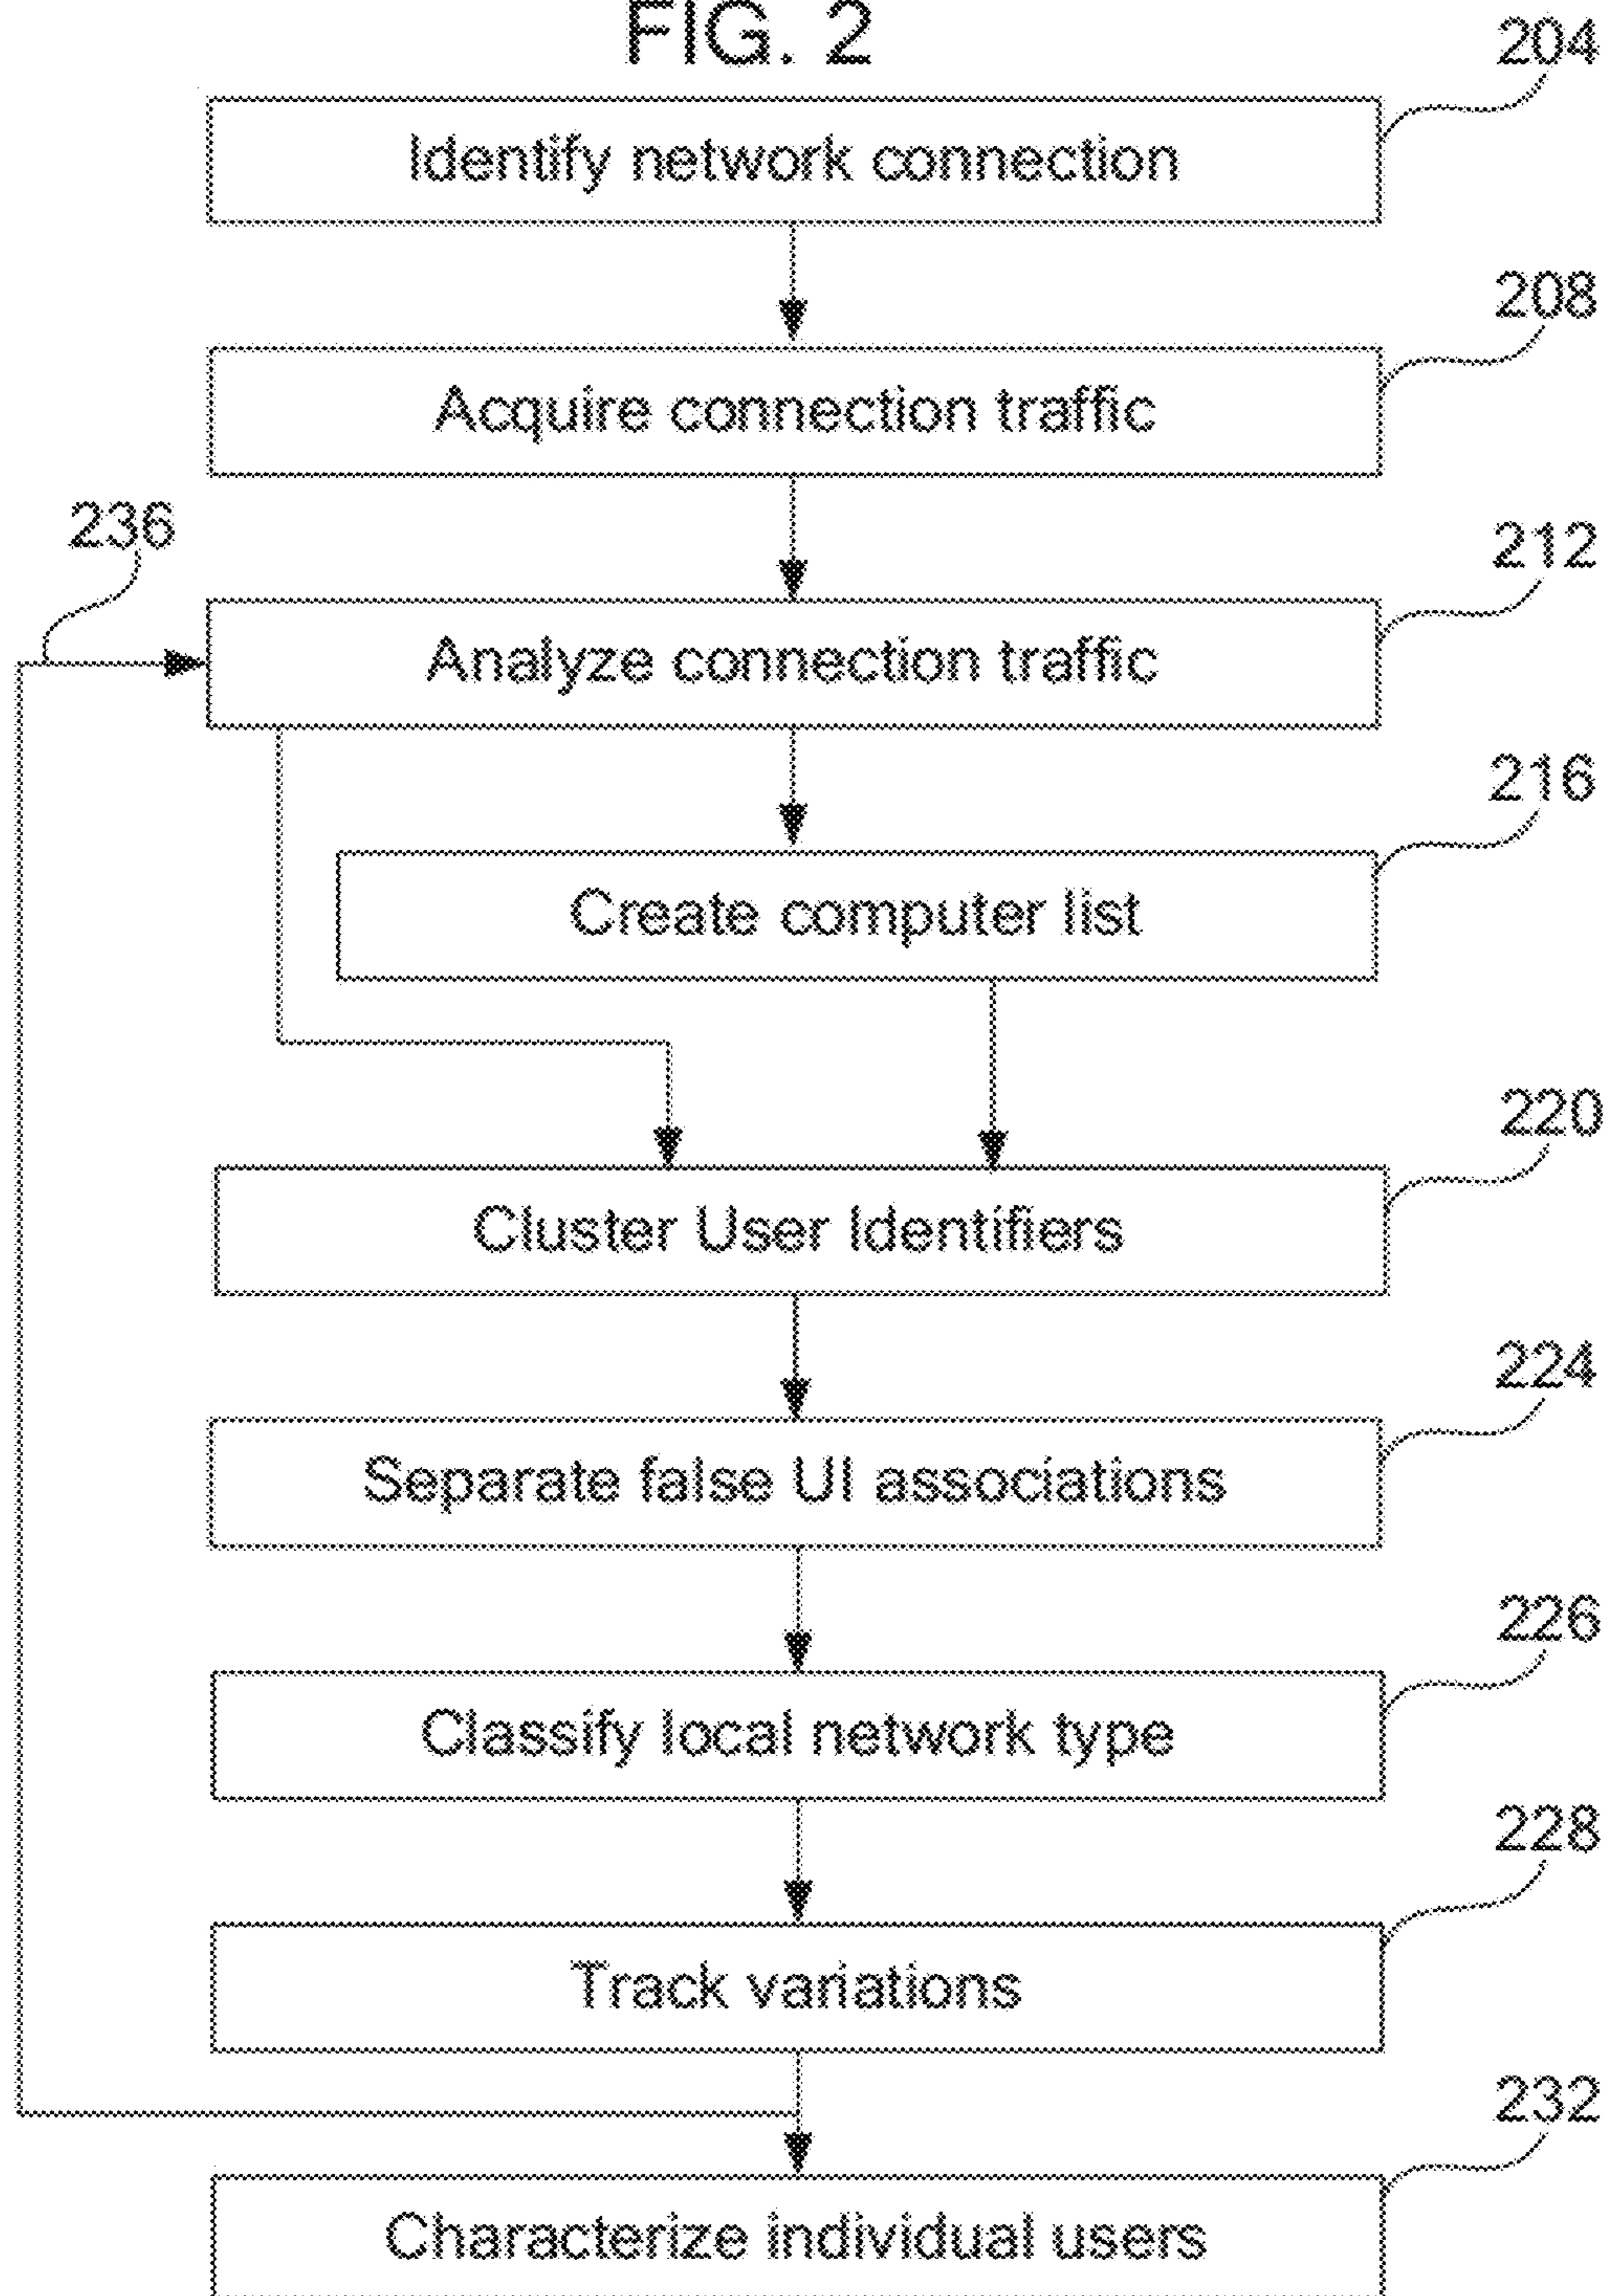 FIG. 2
204
Identify network connection
208
Acquire connection traffic
236
212
Analyze connection traffic
216
Create computer list
220
Cluster User Identifiers
224
Separate false UI associations
226
Classify local network type
228
Track variations
232
Characterize individual users